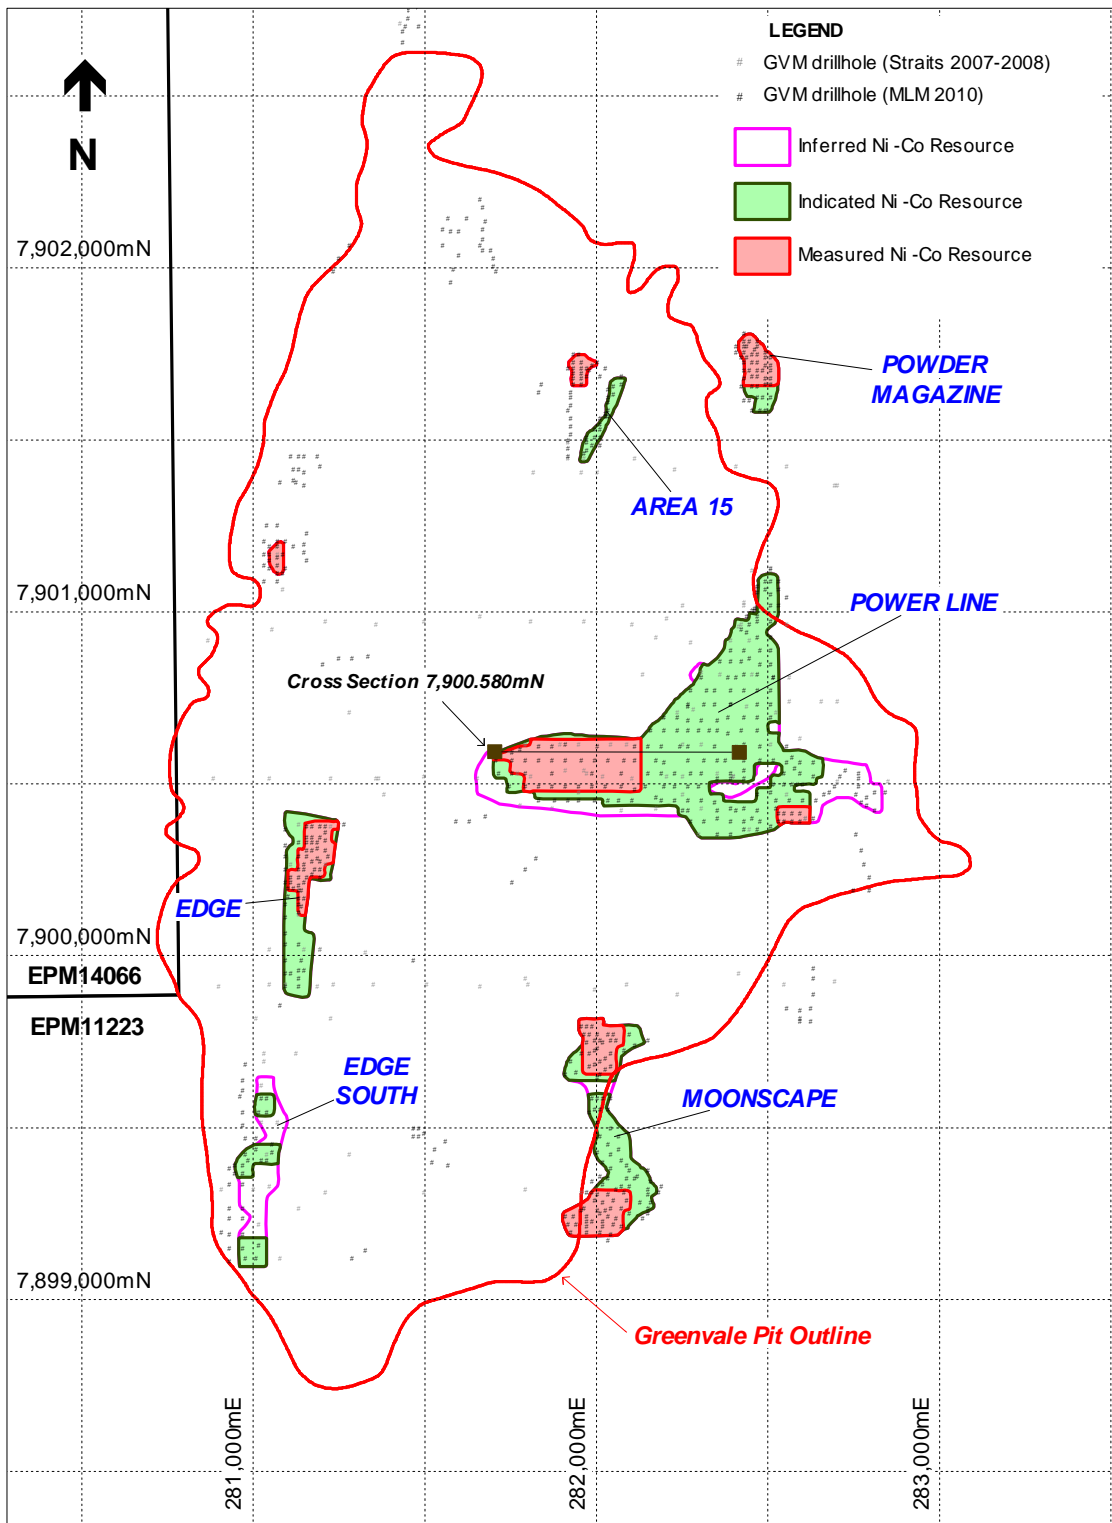 LEGEND
# GVM drillhole (Straits 2007-2008)
# GVM drillhole (MLM 2010)
Inferred Ni -Co Resource
Indicated Ni -Co Resource
Measured Ni -Co Resource
N
7,902,000mN
POWDER
MAGAZINE
AREA 15
7,901,000mN
POWER LINE
Cross Section 7,900.580mN
EDGE
7,900,000mN
EPM14066
EPM11223
EDGE
SOUTH
MOONSCAPE
7,899,000mN
Greenvale Pit Outline
281,000mE
282,000mE
283,000mE